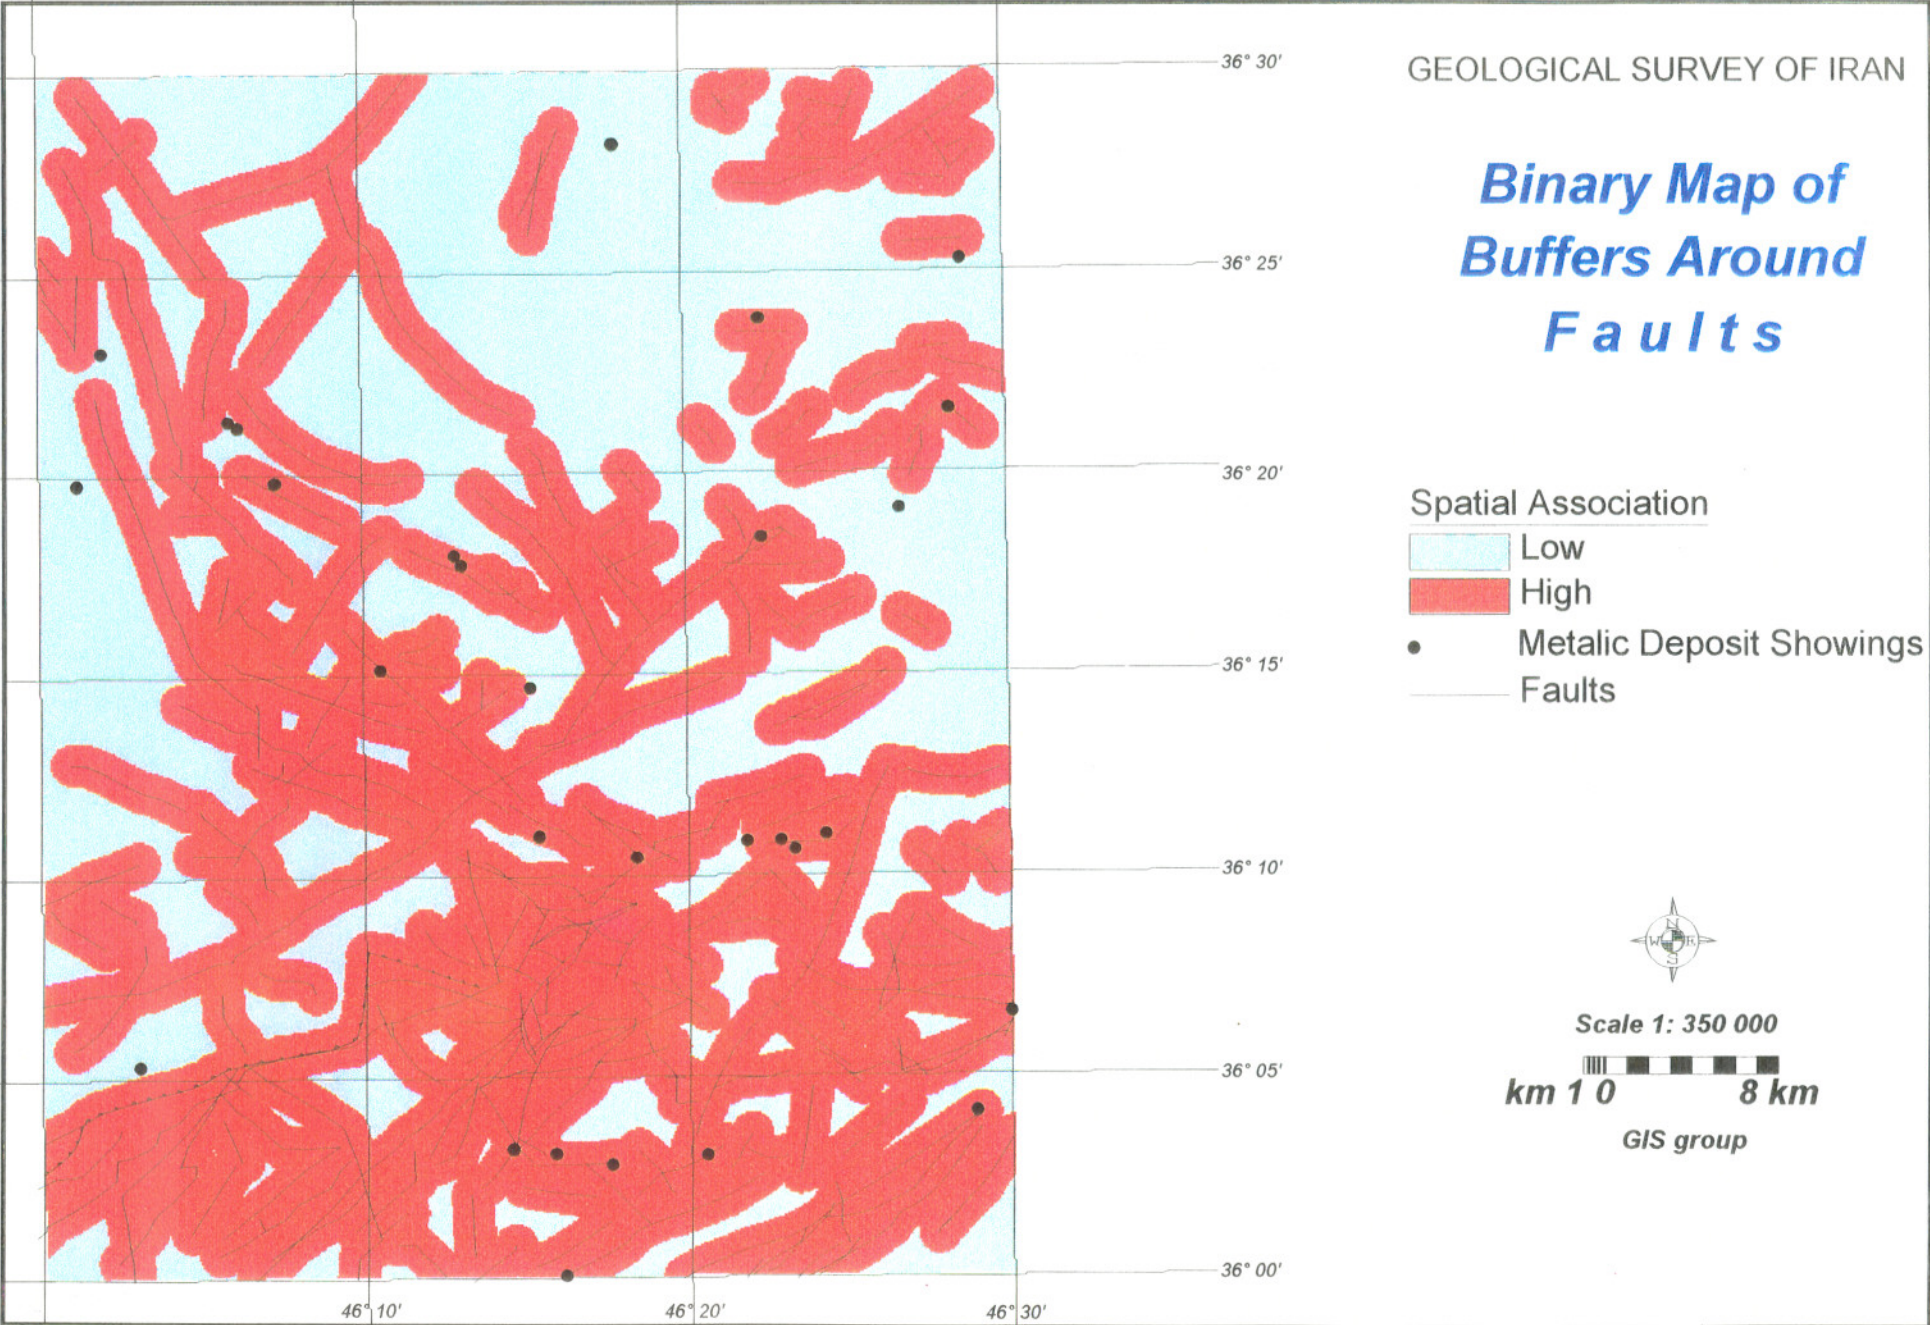 GEOLOGICAL SURVEY OF IRAN
Binary Map of
Buffers Around
Faults
Spatial Association
Low
High
Metalic Deposit Showings
Faults
36° 30'
36° 25'
36° 20'
36° 15'
36° 10'
36° 05'
36° 00'
46° 10'
46° 20'
46° 30'
N
W E
S
Scale 1: 350 000
km 1 0 8 km
GIS group